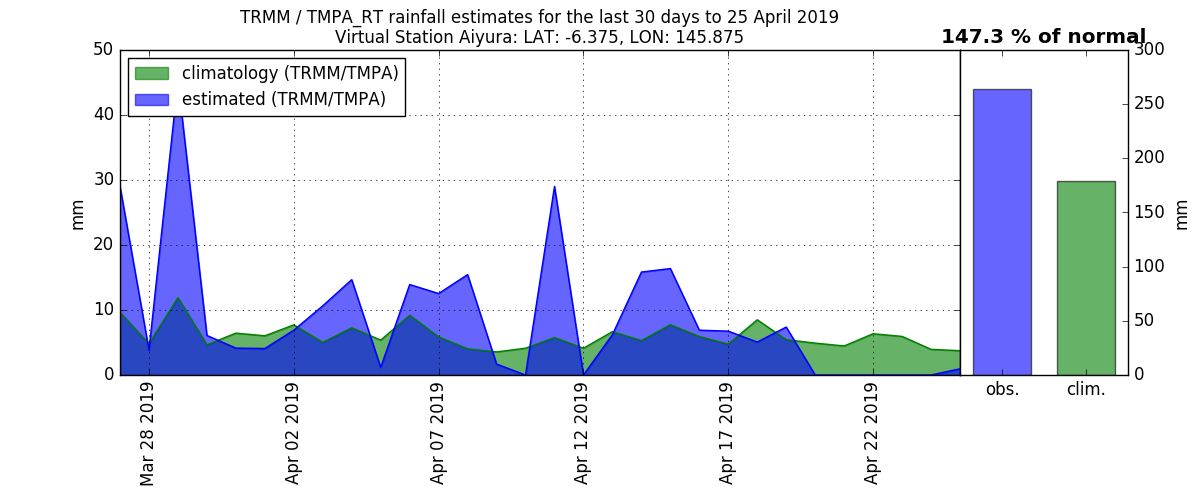 TRMM / TMPA_RT rainfall estimates for the last 30 days to 25 April 2019
Virtual Station Aiyura: LAT: -6.375, LON: 145.875
147.3 % of normal
climatology (TRMM/TMPA)
estimated (TRMM/TMPA)
50
40
30
20
10
0
mm
Mar 28 2019
Apr 02 2019
Apr 07 2019
Apr 12 2019
Apr 17 2019
Apr 22 2019
obs.
clim.
300
250
200
150
100
50
0
mm